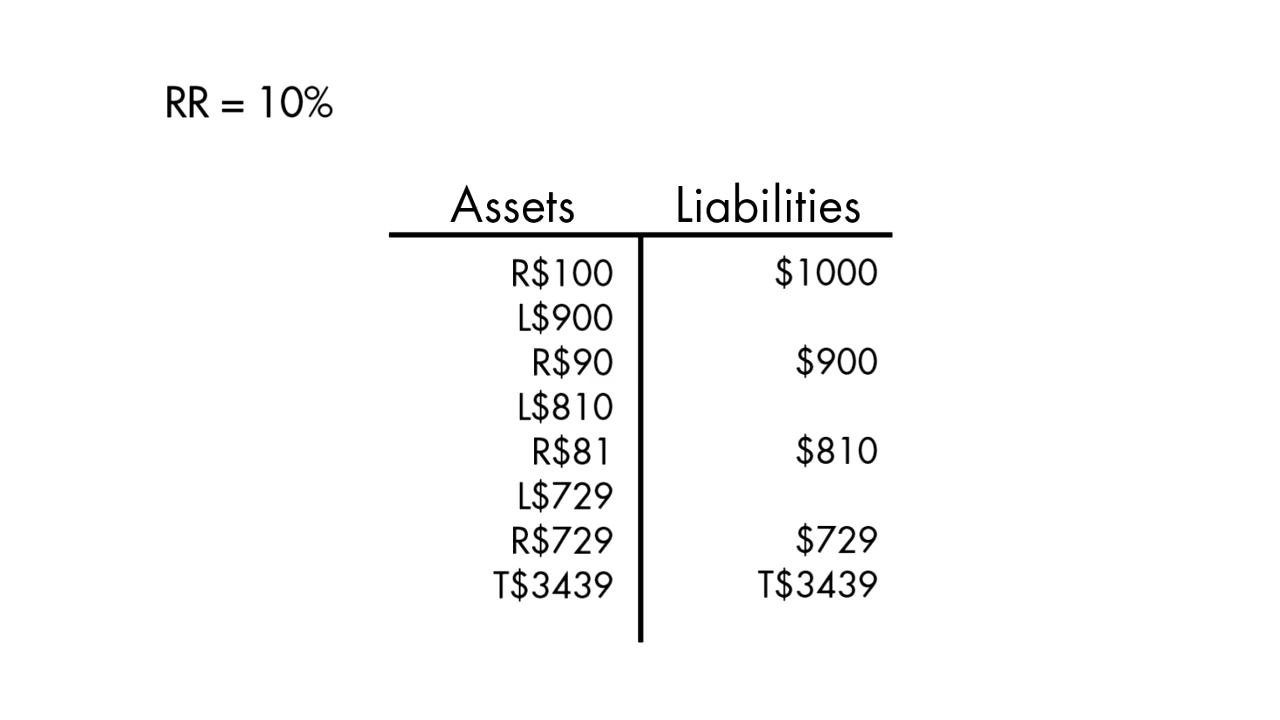 RR = 10%
Assets Liabilities
R$100 $1000
L$900
R$90 $900
L$810
R$81 $810
L$729
R$729 $729
T$3439 T$3439